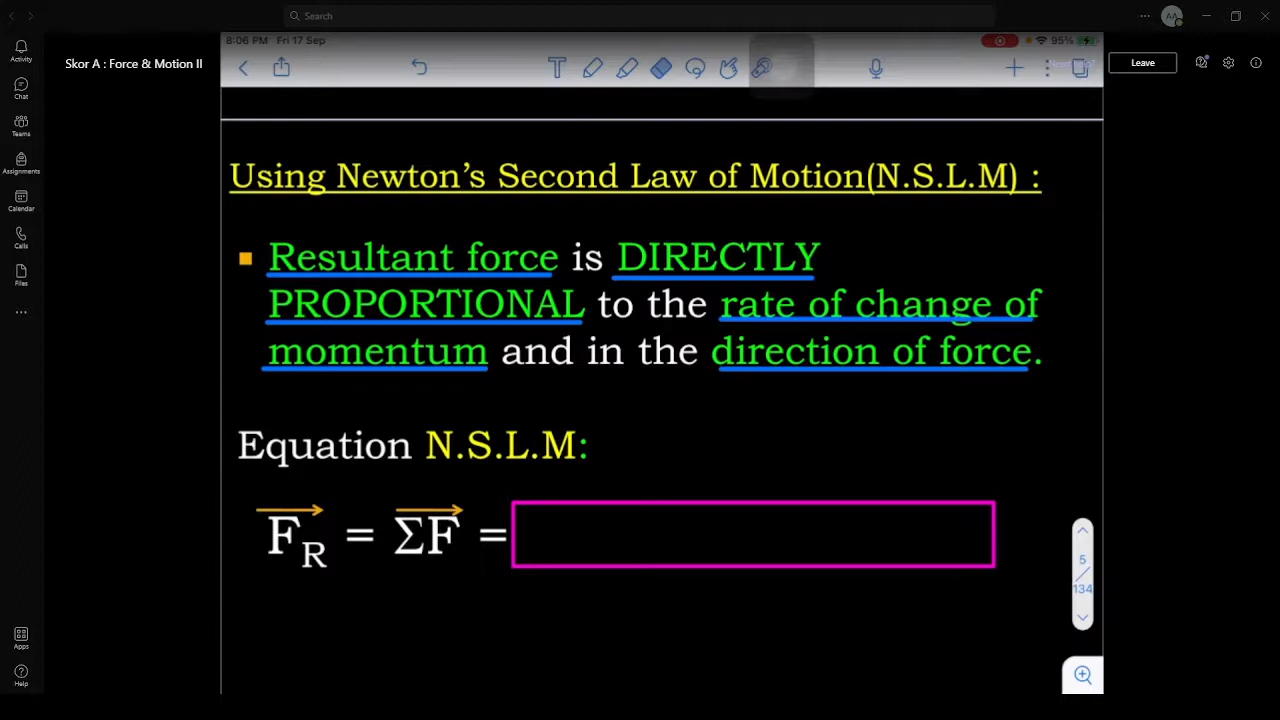 Search
AA
8:06 PM Fri 17 Sep
95%
Activity
Skor A : Force & Motion II
Leave
Chat
Teams
Assignments
Calendar
Calls
Files
Using Newton’s Second Law of Motion(N.S.L.M) :
Resultant force is DIRECTLY
PROPORTIONAL to the rate of change of
momentum and in the direction of force.
Equation N.S.L.M:
F_R = ΣF =
5
/
134
Apps
Help